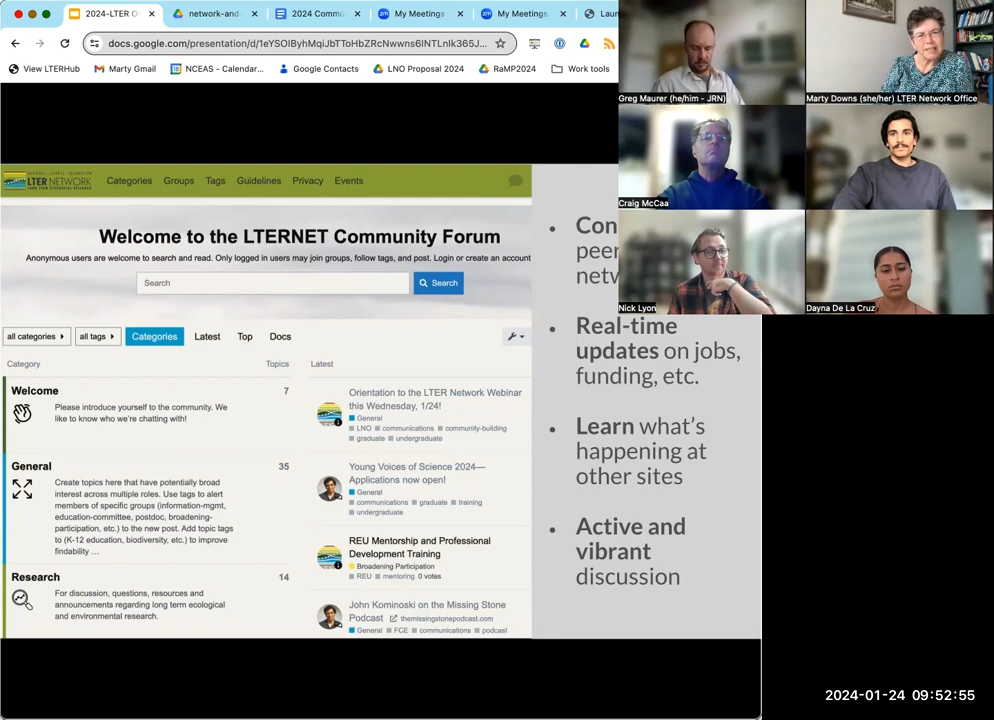 2024-LTER O
network-and-
2024 Commu
My Meetings
My Meetings
Laun
docs.google.com/presentation/d/1eYSOIByhMqiJbTToHbZRcNwwns6INTLnlk365J...
View LTERHub
Marty Gmail
NCEAS - Calendar...
Google Contacts
LNO Proposal 2024
RaMP2024
Work tools
Greg Maurer (he/him - JRN)
Marty Downs (she/her) LTER Network Office
Craig McCaa
Nick Lyon
Dayna De La Cruz
LTER NETWORK
Categories Groups Tags Guidelines Privacy Events
Welcome to the LTERNET Community Forum
Anonymous users are welcome to search and read. Only logged in users may join groups, follow tags, and post. Login or create an account
Search
Search
all categories
all tags
Categories
Latest
Top
Docs
Category
Topics
Latest
Welcome
7
Please introduce yourself to the community. We
like to know who we're chatting with!
General
35
Create topics here that have potentially broad
interest across multiple roles. Use tags to alert
members of specific groups (information-mgmt,
education-committee, postdoc, broadening-
participation, etc.) to the new post. Add topic tags
to (K-12 education, biodiversity, etc.) to improve
findability ...
Research
14
For discussion, questions, resources and
announcements regarding long term ecological
and environmental research.
Orientation to the LTER Network Webinar
this Wednesday, 1/24!
General
LNO communications community-building
graduate undergraduate
Young Voices of Science 2024—
Applications now open!
General
communications graduate training
undergraduate
REU Mentorship and Professional
Development Training
Broadening Participation
REU mentoring 0 votes
John Kominoski on the Missing Stone
Podcast themissingstonepodcast.com
General FCE communications podcast
• Con
peer
netw
• Real-time
updates on jobs,
funding, etc.
• Learn what's
happening at
other sites
• Active and
vibrant
discussion
2024-01-24 09:52:55